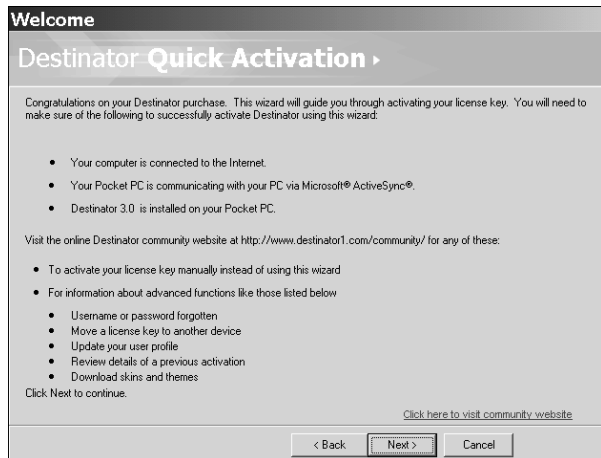 Welcome
Destinator Quick Activation
Congratulations on your Destinator purchase. This wizard will guide you through activating your license key. You will need to
make sure of the following to successfully activate Destinator using this wizard:
• Your computer is connected to the Internet.
• Your Pocket PC is communicating with your PC via Microsoft® ActiveSync®.
• Destinator 3.0 is installed on your Pocket PC.
Visit the online Destinator community website at http://www.destinator1.com/community/ for any of these:
• To activate your license key manually instead of using this wizard
• For information about advanced functions like those listed below
• Username or password forgotten
• Move a license key to another device
• Update your user profile
• Review details of a previous activation
• Download skins and themes
Click Next to continue.
Click here to visit community website
< Back Next > Cancel